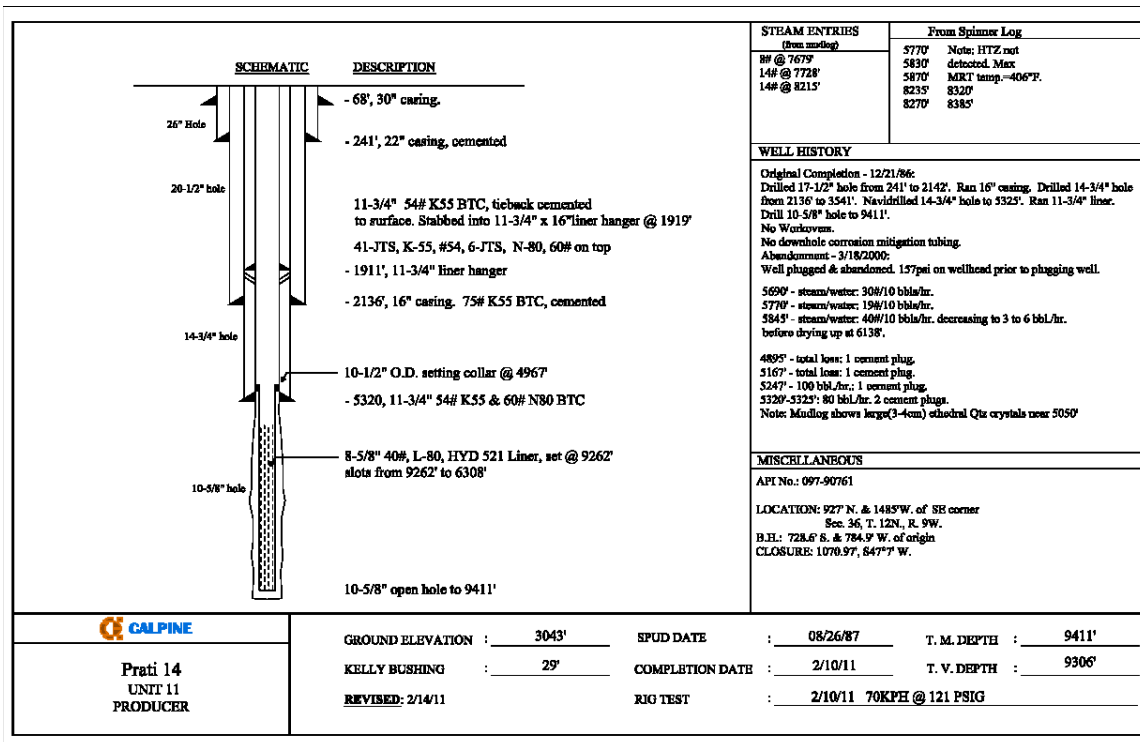 SCHEMATIC
DESCRIPTION
26" Hole
20-1/2" hole
14-3/4" hole
10-5/8" hole
- 68', 30" casing.
- 241', 22" casing, cemented
11-3/4" 54# K55 BTC, tieback cemented
to surface. Stabbed into 11-3/4" x 16"liner hanger @ 1919'
41-JTS, K-55, #54, 6-JTS, N-80, 60# on top
- 1911', 11-3/4" liner hanger
- 2136', 16" casing. 75# K55 BTC, cemented
10-1/2" O.D. setting collar @ 4967'
- 5320, 11-3/4" 54# K55 & 60# N80 BTC
8-5/8" 40#, L-80, HYD 521 Liner, set @ 9262'
slots from 9262' to 6308'
10-5/8" open hole to 9411'
STEAM ENTRIES
(from mudlog)
8# @ 7679'
14# @ 7728'
14# @ 8215'
From Spinner Log
5770' Note; HTZ not
5830' detected. Max
5870' MRT temp.=406°F.
8235' 8320'
8270' 8385'
WELL HISTORY
Original Completion - 12/21/86:
Drilled 17-1/2" hole from 241' to 2142'. Ran 16" casing. Drilled 14-3/4" hole
from 2136' to 3541'. Navidrilled 14-3/4" hole to 5325'. Ran 11-3/4" liner.
Drill 10-5/8" hole to 9411'.
No Workovers.
No downhole corrosion mitigation tubing.
Abandonment - 3/18/2000:
Well plugged & abandoned. 157psi on wellhead prior to plugging well.
5690' - steam/water: 30#/10 bbls/hr.
5770' - steam/water: 19#/10 bbls/hr.
5845' - steam/water: 40#/10 bbls/hr. decreasing to 3 to 6 bbl./hr.
before drying up at 6138'.
4895' - total loss: 1 cement plug.
5167' - total loss: 1 cement plug.
5247' - 100 bbl./hr.; 1 cement plug.
5320'-5325': 80 bbl./hr. 2 cement plugs.
Note: Mudlog shows large(3-4cm) ethedral Qtz crystals near 5050'
MISCELLANEOUS
API No.: 097-90761
LOCATION: 927' N. & 1485'W. of SE corner
Sec. 36, T. 12N., R. 9W.
B.H.: 728.6' S. & 784.9' W. of origin
CLOSURE: 1070.97', S47°7' W.
CALPINE
Prati 14
UNIT 11
PRODUCER
GROUND ELEVATION : 3043'
KELLY BUSHING : 29'
REVISED: 2/14/11
SPUD DATE : 08/26/87
COMPLETION DATE : 2/10/11
RIG TEST : 2/10/11 70KPH @ 121 PSIG
T. M. DEPTH : 9411'
T. V. DEPTH : 9306'